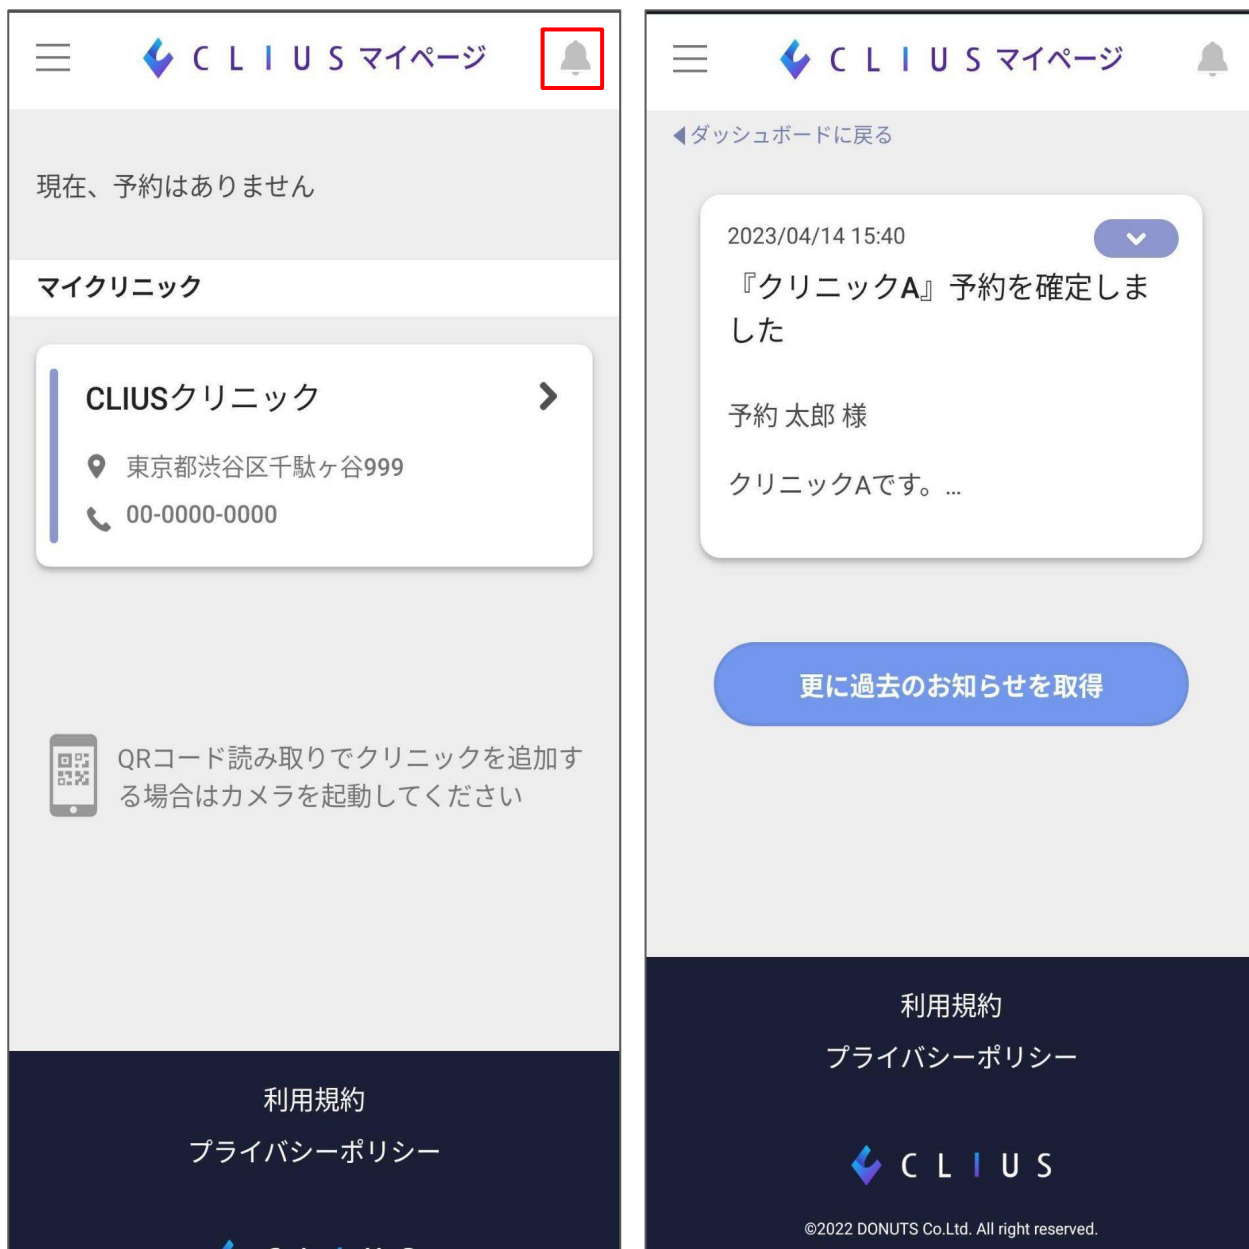 CLIUS マイページ
現在、予約はありません
マイクリニック
CLIUSクリニック
東京都渋谷区千駄ヶ谷999
00-0000-0000
QRコード読み取りでクリニックを追加す
る場合はカメラを起動してください
利用規約
プライバシーポリシー
CLIUS
CLIUS マイページ
ダッシュボードに戻る
2023/04/14 15:40
『クリニックA』予約を確定しま
した
予約 太郎 様
クリニックAです。...
更に過去のお知らせを取得
利用規約
プライバシーポリシー
CLIUS
©2022 DONUTS Co.Ltd. All right reserved.